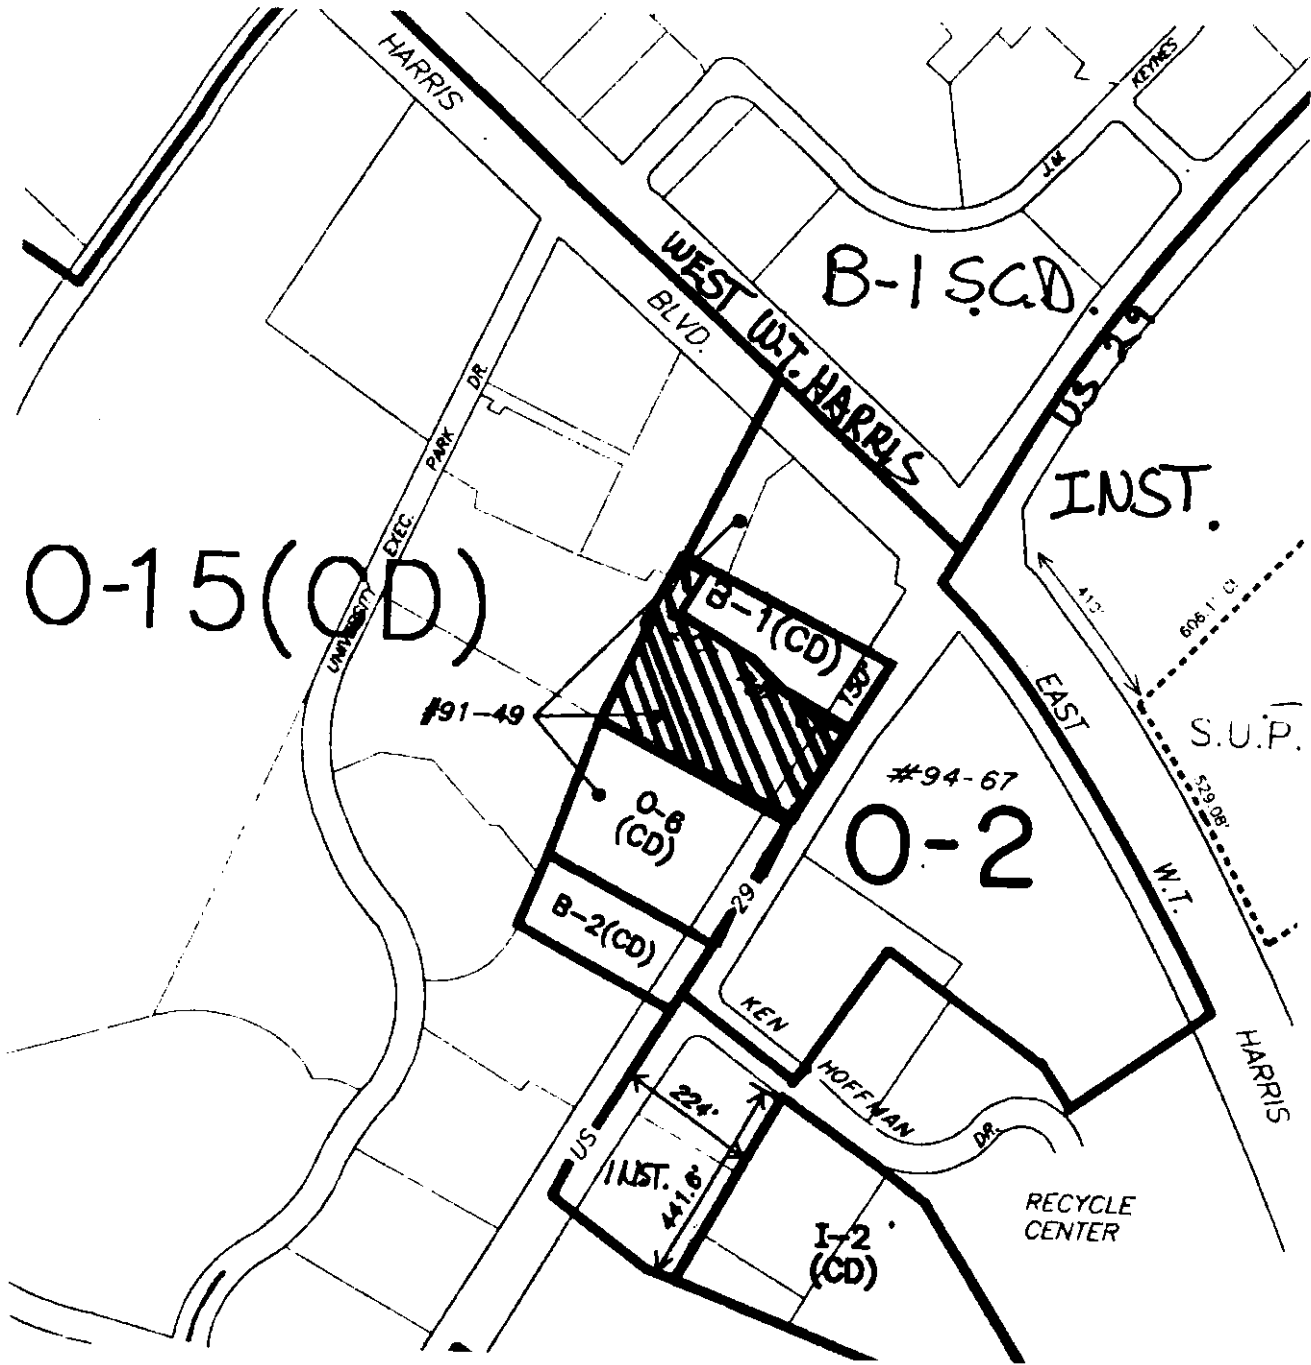 HARRIS
KEYNES
J.M.
WEST W.T. HARRIS
BLVD.
B-1 S.C.D.
US 29
DR.
PARK
EXEC.
UNIVERSITY
INST.
O-15(CD)
413'
606.1'
B-1(CD)
150'
#91-49
EAST
S.U.P.
529.08'
#94-67
O-2
O-6
(CD)
W.T.
29
B-2(CD)
KEN
HOFFMAN
DR.
HARRIS
224'
US
INST.
441.6'
RECYCLE
CENTER
I-2
(CD)